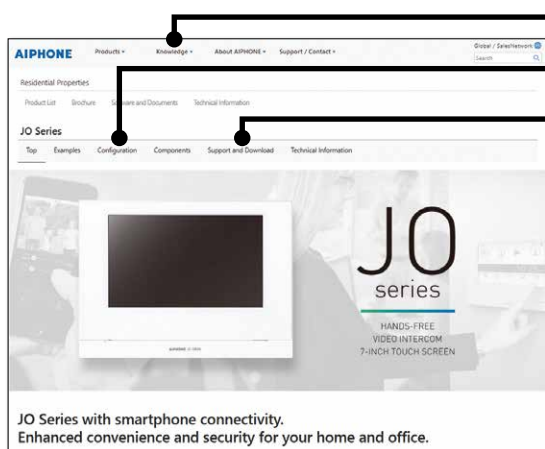 AIPHONE Products Knowledge About AIPHONE Support / Contact Global / SalesNetwork
Search
Residential Properties
Product List Brochure Software and Documents Technical Information
JO Series
Top Examples Configuration Components Support and Download Technical Information
JO
series
HANDS-FREE
VIDEO INTERCOM
7-INCH TOUCH SCREEN
AIPHONE
JO Series with smartphone connectivity.
Enhanced convenience and security for your home and office.